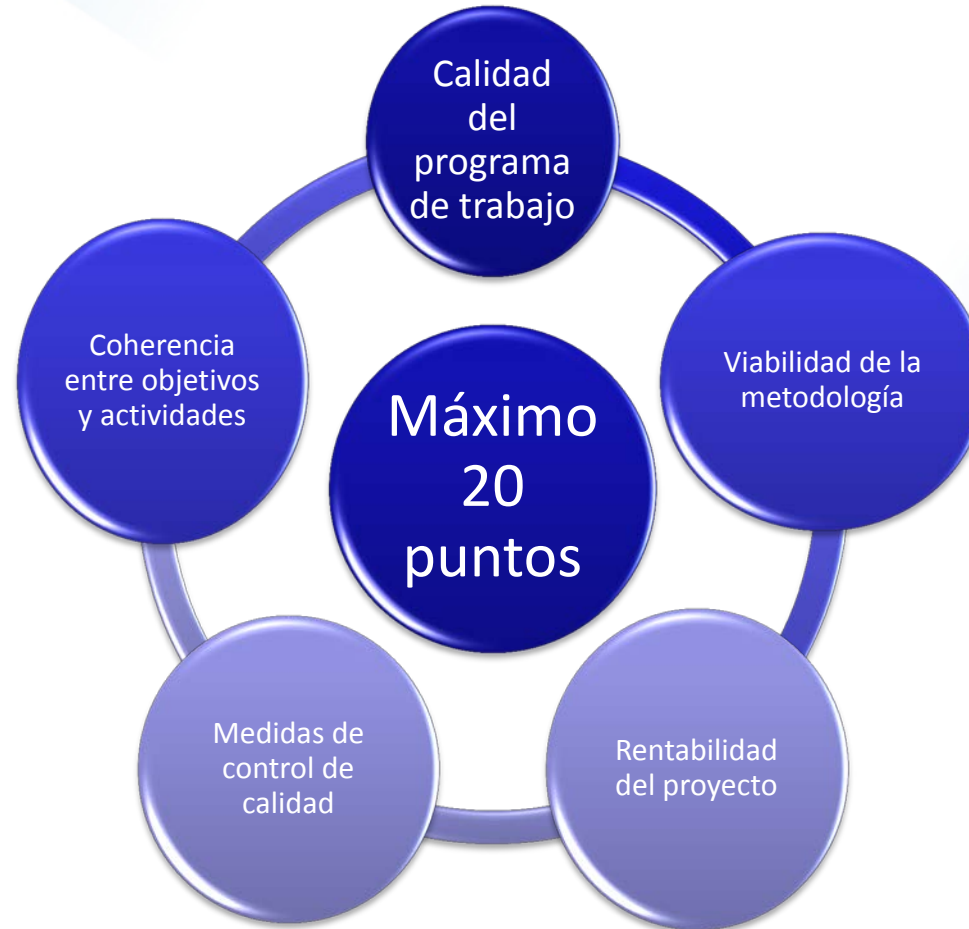 Calidad
del
programa
de trabajo
Viabilidad de la
metodología
Rentabilidad
del proyecto
Medidas de
control de
calidad
Coherencia
entre objetivos
y actividades
Máximo
20
puntos